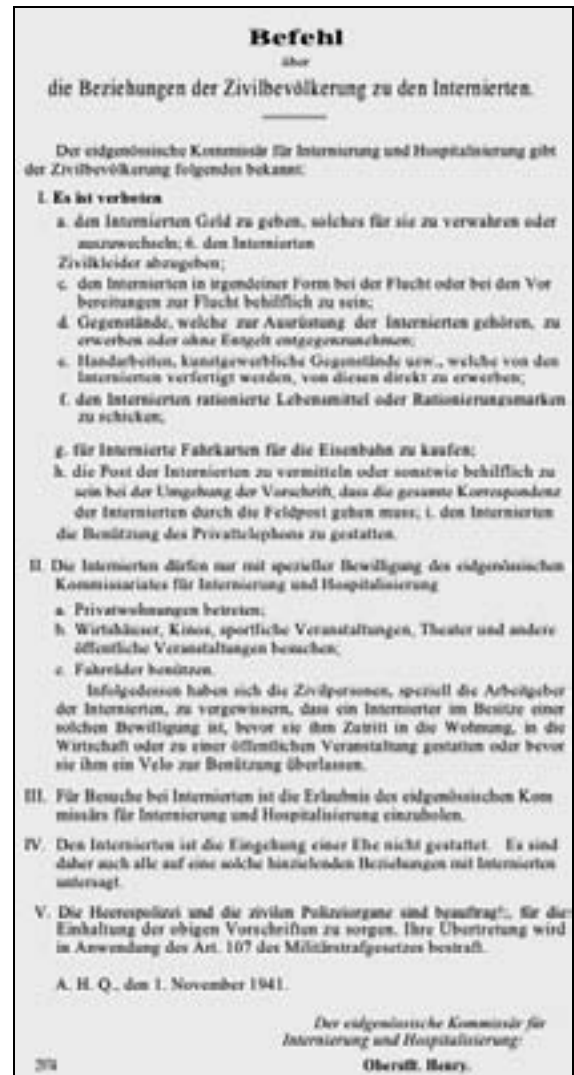 Befehl
über
die Beziehungen der Zivilbevölkerung zu den Internierten.
Der eidgenössische Kommissär für Internierung und Hospitalisierung gibt
der Zivilbevölkerung folgendes bekannt:
I. Es ist verboten
a. den Internierten Geld zu geben, solches für sie zu verwahren oder
auszuwechseln; 6. den Internierten
Zivilkleider abzugeben;
c. den Internierten in irgendeiner Form bei der Flucht oder bei den Vor
bereitungen zur Flucht behilflich zu sein;
d. Gegenstände, welche zur Ausrüstung der Internierten gehören, zu
erwerben oder ohne Entgelt entgegenzunehmen;
e. Handarbeiten, kunstgewerbliche Gegenstände usw., welche von den
Internierten verfertigt werden, von diesen direkt zu erwerben;
f. den Internierten rationierte Lebensmittel oder Rationierungsmarken
zu schicken;
g. für Internierte Fahrkarten für die Eisenbahn zu kaufen;
h. die Post der Internierten zu vermitteln oder sonstwie behilflich zu
sein bei der Umgehung der Vorschrift, dass die gesamte Korrespondenz
der Internierten durch die Feldpost gehen muss; i. den Internierten
die Benützung des Privattelephons zu gestatten.
II. Die Internierten dürfen nur mit spezieller Bewilligung des eidgenössischen
Kommissariates für Internierung und Hospitalisierung
a. Privatwohnungen betreten;
b. Wirtshäuser, Kinos, sportliche Veranstaltungen, Theater und andere
öffentliche Veranstaltungen besuchen;
c. Fahrräder benützen.
Infolgedessen haben sich die Zivilpersonen, speziell die Arbeitgeber
der Internierten, zu vergewissern, dass ein Internierter im Besitze einer
solchen Bewilligung ist, bevor sie ihm Zutritt in die Wohnung, in die
Wirtschaft oder zu einer öffentlichen Veranstaltung gestatten oder bevor
sie ihm ein Velo zur Benützung überlassen.
III. Für Besuche bei Internierten ist die Erlaubnis des eidgenössischen Kom
missärs für Internierung und Hospitalisierung einzuholen.
IV. Den Internierten ist die Eingehung einer Ehe nicht gestattet. Es sind
daher auch alle auf eine solche hinzielenden Beziehungen mit Internierten
untersagt.
V. Die Heerespolizei und die zivilen Polizeiorgane sind beauftrag!;, für die
Einhaltung der obigen Vorschriften zu sorgen. Ihre Übertretung wird
in Anwendung des Art. 107 des Militärstrafgesetzes bestraft.
A. H. Q., den 1. November 1941.
Der eidgenössische Kommissär für
Internierung und Hospitalisierung:
Oberstlt. Henry.